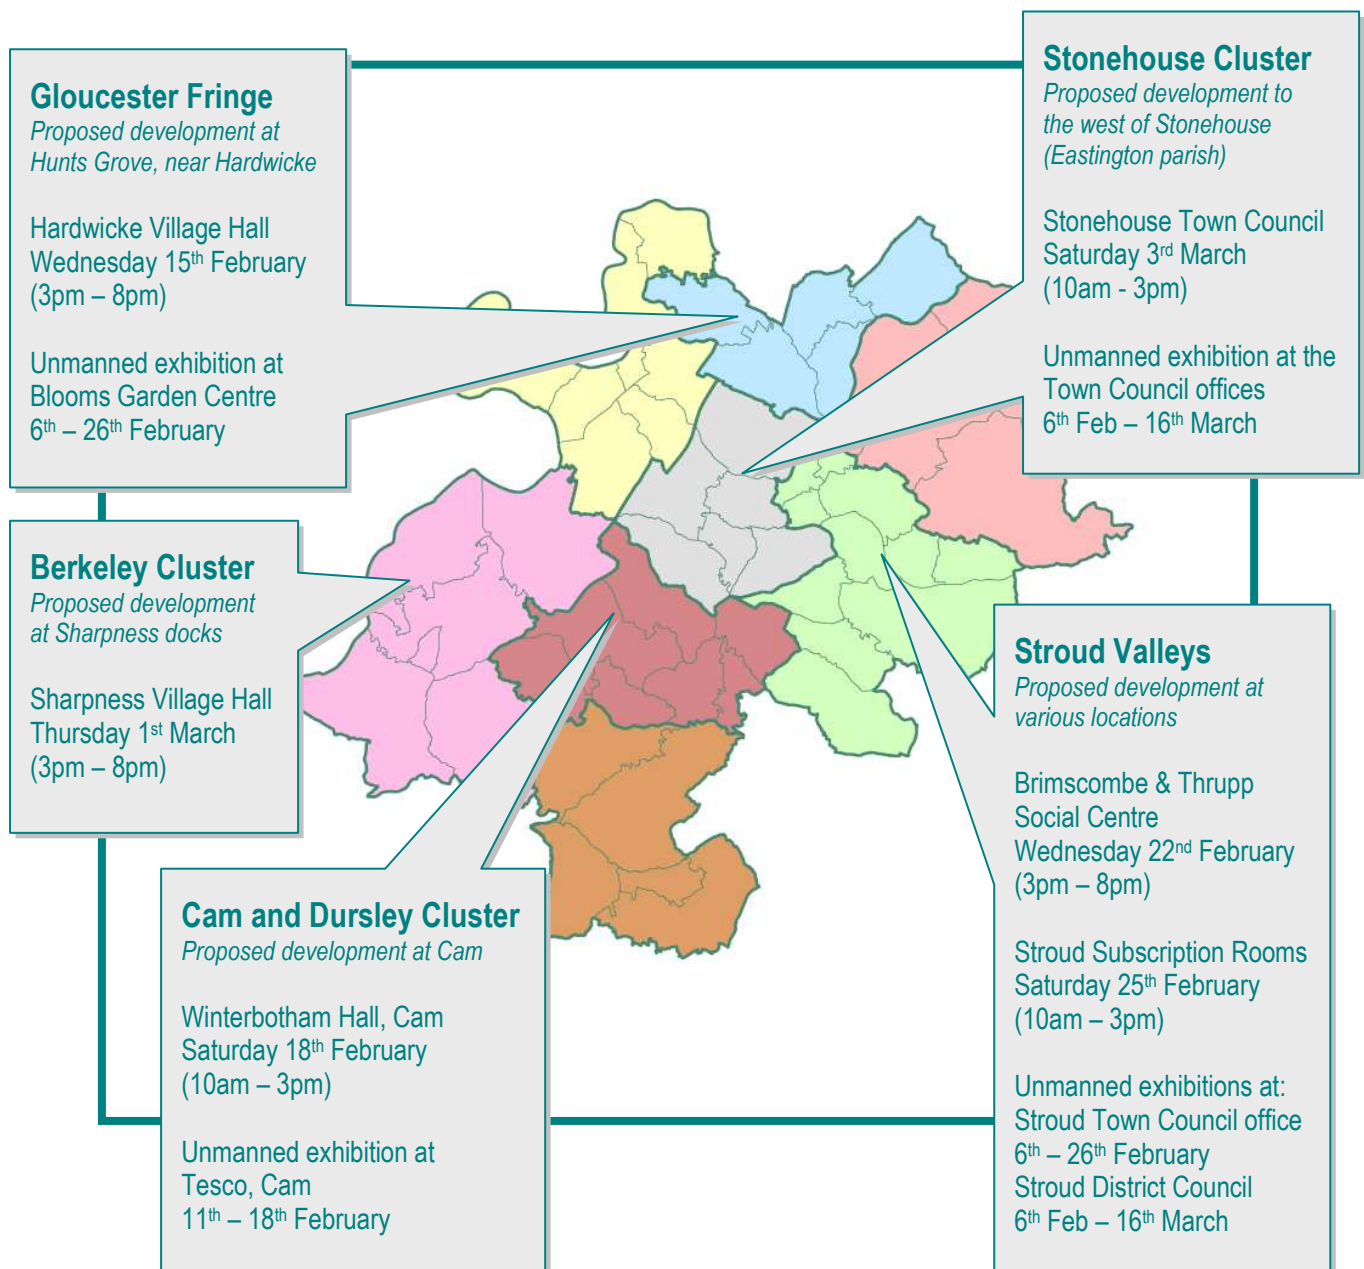 Gloucester Fringe
Proposed development at
Hunts Grove, near Hardwicke
Hardwicke Village Hall
Wednesday 15th February
(3pm – 8pm)
Unmanned exhibition at
Blooms Garden Centre
6th – 26th February
Stonehouse Cluster
Proposed development to
the west of Stonehouse
(Eastington parish)
Stonehouse Town Council
Saturday 3rd March
(10am - 3pm)
Unmanned exhibition at the
Town Council offices
6th Feb – 16th March
Berkeley Cluster
Proposed development
at Sharpness docks
Sharpness Village Hall
Thursday 1st March
(3pm – 8pm)
Stroud Valleys
Proposed development at
various locations
Brimscombe & Thrupp
Social Centre
Wednesday 22nd February
(3pm – 8pm)
Stroud Subscription Rooms
Saturday 25th February
(10am – 3pm)
Unmanned exhibitions at:
Stroud Town Council office
6th – 26th February
Stroud District Council
6th Feb – 16th March
Cam and Dursley Cluster
Proposed development at Cam
Winterbotham Hall, Cam
Saturday 18th February
(10am – 3pm)
Unmanned exhibition at
Tesco, Cam
11th – 18th February